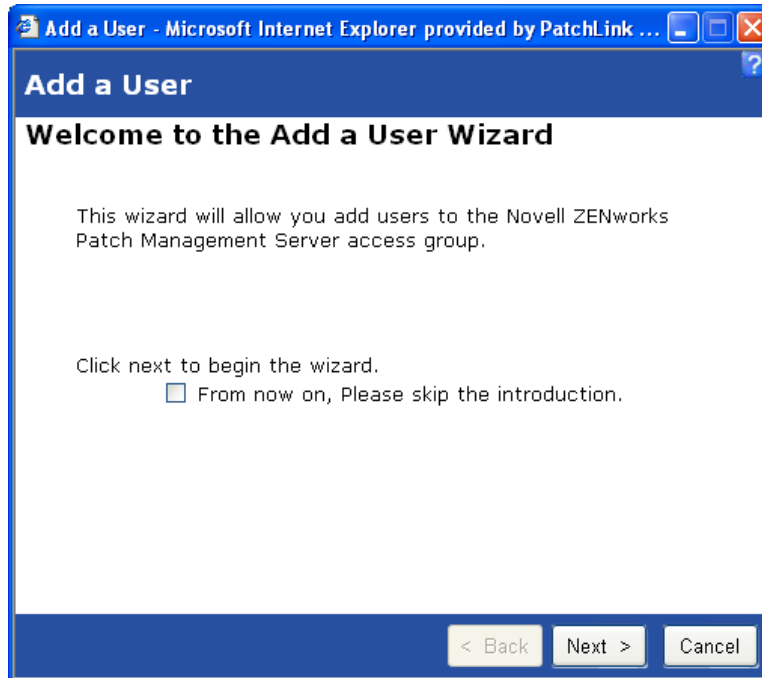 Add a User - Microsoft Internet Explorer provided by PatchLink ...
?
Add a User
Welcome to the Add a User Wizard
This wizard will allow you add users to the Novell ZENworks
Patch Management Server access group.
Click next to begin the wizard.
From now on, Please skip the introduction.
< Back
Next >
Cancel